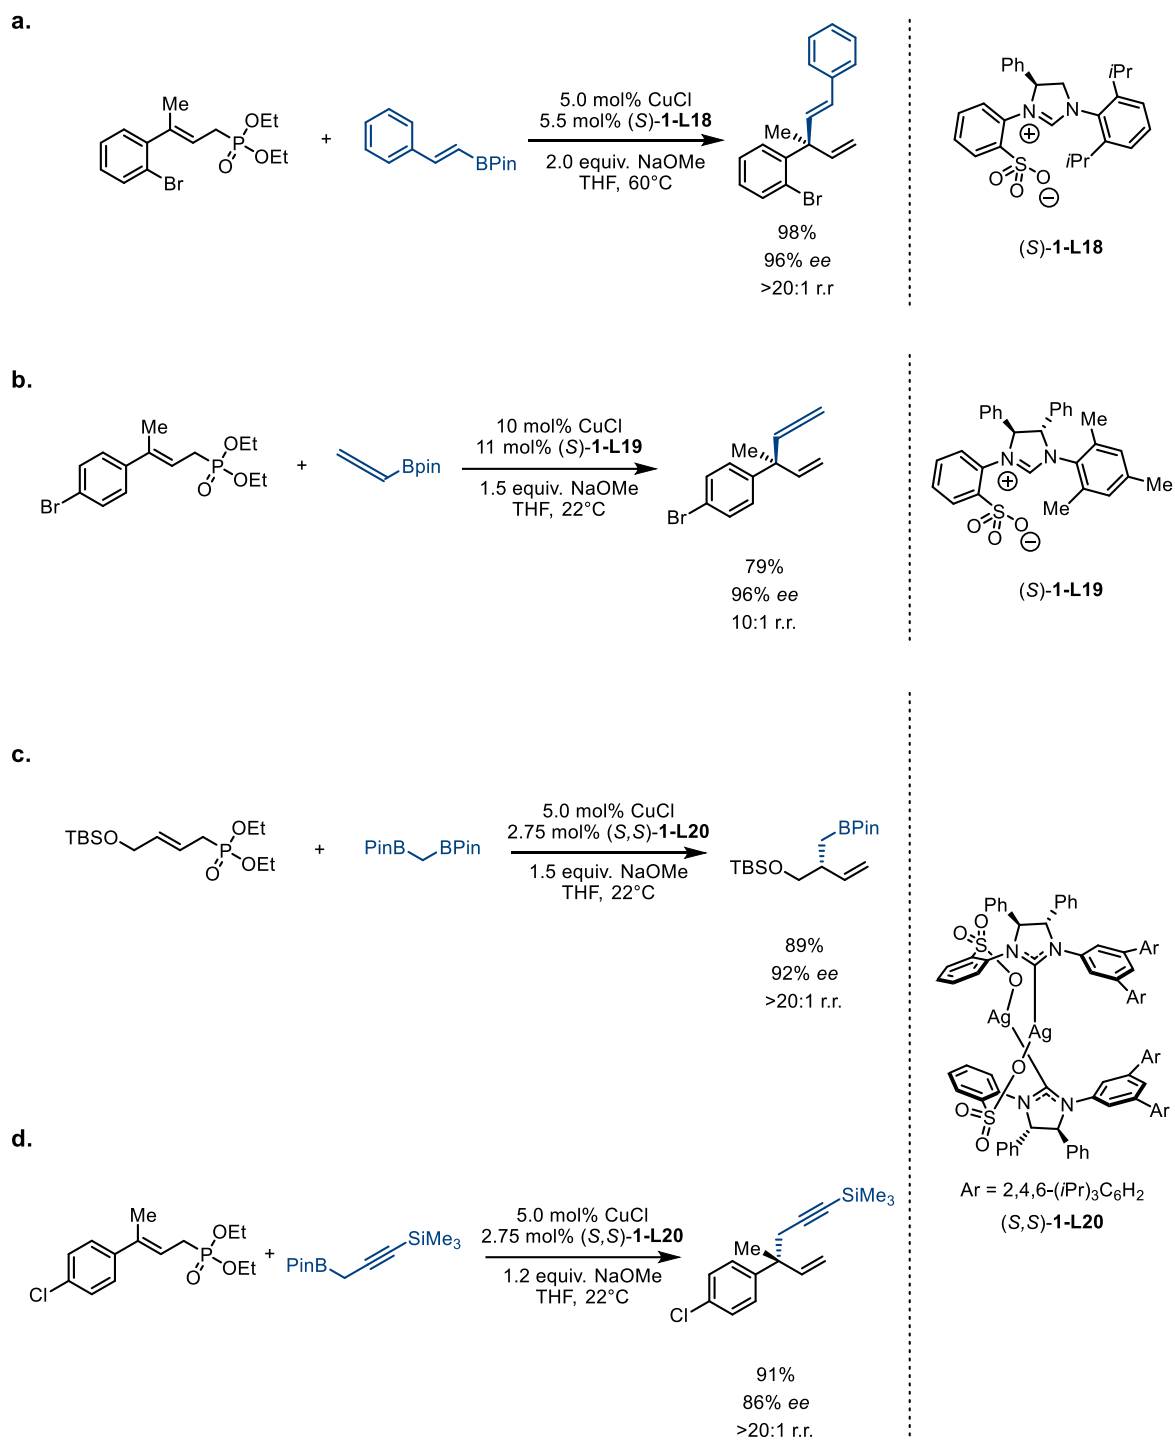 a.
Me
OEt
P
OEt
O
Br
+
BPin
5.0 mol% CuCl
5.5 mol% (S)-1-L18
2.0 equiv. NaOMe
THF, 60°C
Me
Br
98%
96% ee
>20:1 r.r
Ph
iPr
N
N
+
iPr
S
O
O
O
−
(S)-1-L18
b.
Me
OEt
P
OEt
O
Br
+
Bpin
10 mol% CuCl
11 mol% (S)-1-L19
1.5 equiv. NaOMe
THF, 22°C
Me
Br
79%
96% ee
10:1 r.r.
Ph
Ph
Me
N
N
+
Me
Me
S
O
O
O
−
(S)-1-L19
c.
TBSO
OEt
P
OEt
O
+
PinB
BPin
5.0 mol% CuCl
2.75 mol% (S,S)-1-L20
1.5 equiv. NaOMe
THF, 22°C
BPin
TBSO
89%
92% ee
>20:1 r.r.
Ph
Ph
O
O
S
N
N
Ar
O
Ar
Ag
Ag
O
Ar
N
N
Ar
O
S
O
Ph
Ph
Ar = 2,4,6-(iPr)3C6H2
(S,S)-1-L20
d.
Me
OEt
P
OEt
O
Cl
+
PinB
SiMe3
5.0 mol% CuCl
2.75 mol% (S,S)-1-L20
1.2 equiv. NaOMe
THF, 22°C
SiMe3
Me
Cl
91%
86% ee
>20:1 r.r.